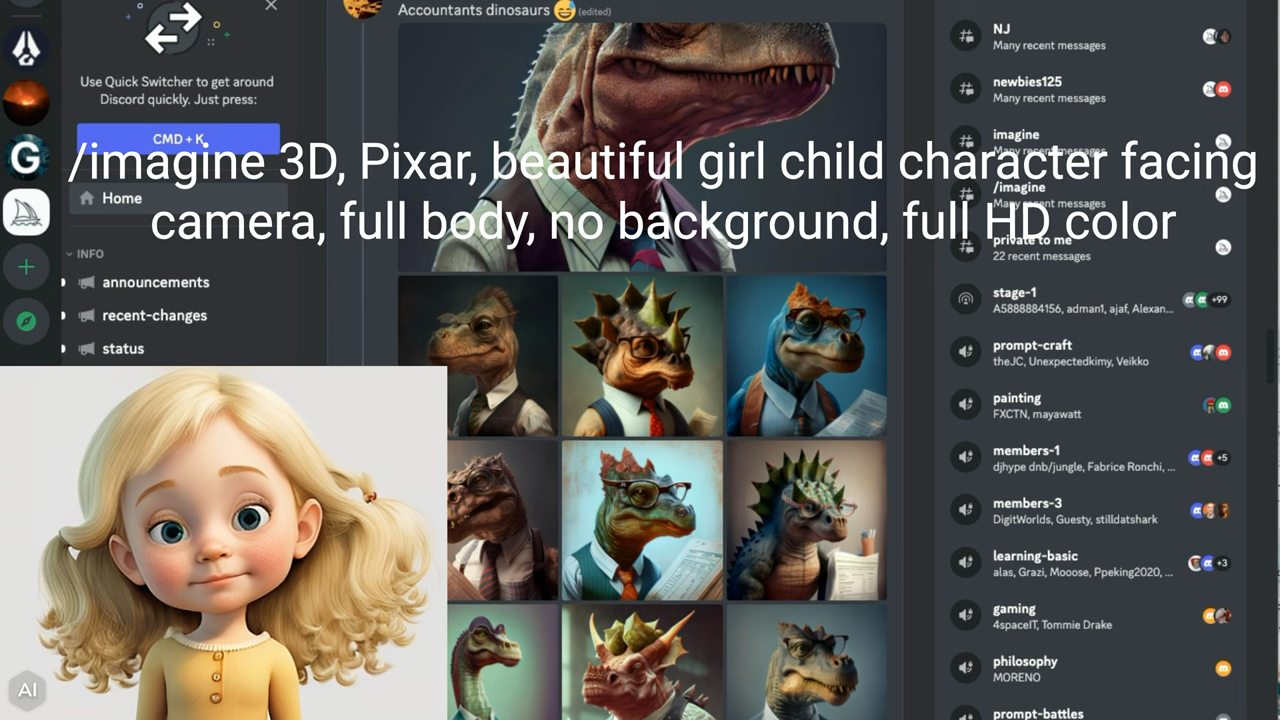 Accountants dinosaurs 😅 (edited)
Use Quick Switcher to get around
Discord quickly. Just press:
CMD + K
/imagine 3D, Pixar, beautiful girl child character facing
camera, full body, no background, full HD color
Home
INFO
announcements
recent-changes
status
G
AI
NJ
Many recent messages
newbies125
Many recent messages
imagine
Many recent messages
/imagine
Many recent messages
private to me
22 recent messages
stage-1
A5888884156, adman1, ajaf, Alexan...
+99
prompt-craft
theJC, Unexpectedkimy, Veikko
painting
FXCTN, mayawatt
members-1
djhype dnb/jungle, Fabrice Ronchi, ...
+5
members-3
DigitWorlds, Guesty, stilldatshark
learning-basic
alas, Grazi, Mooose, Ppeking2020, ...
+3
gaming
4spaceIT, Tommie Drake
philosophy
MORENO
prompt-battles